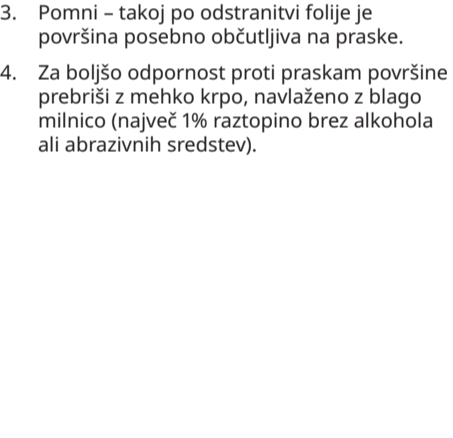 3. Pomni – takoj po odstranitvi folije je
površina posebno občutljiva na praske.
4. Za boljšo odpornost proti praskam površine
prebriši z mehko krpo, navlaženo z blago
milnico (največ 1% raztopino brez alkohola
ali abrazivnih sredstev).